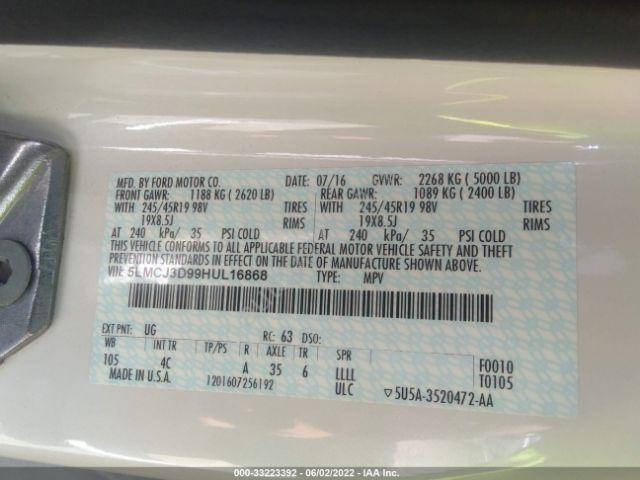 MFD. BY FORD MOTOR CO. DATE: 07/16 GVWR: 2268 KG ( 5000 LB)
FRONT GAWR: 1188 KG ( 2620 LB) REAR GAWR: 1089 KG ( 2400 LB)
WITH 245/45R19 98V TIRES WITH 245/45R19 98V TIRES
19X8.5J RIMS 19X8.5J RIMS
AT 240 kPa/ 35 PSI COLD AT 240 kPa/ 35 PSI COLD
THIS VEHICLE CONFORMS TO ALL APPLICABLE FEDERAL MOTOR VEHICLE SAFETY AND THEFT
PREVENTION STANDARDS IN EFFECT ON THE DATE OF MANUFACTURE SHOWN ABOVE.
VIN: 5LMCJ3D99HUL16868 TYPE: MPV
EXT PNT: UG RC: 63 DSO:
WB INT TR TP/PS R AXLE TR SPR
105 4C A 35 6 LLLL F0010
MADE IN U.S.A. 1201607256192 ULC T0105
▽5U5A-3520472-AA
000-33223392 - 06/02/2022 - IAA Inc.